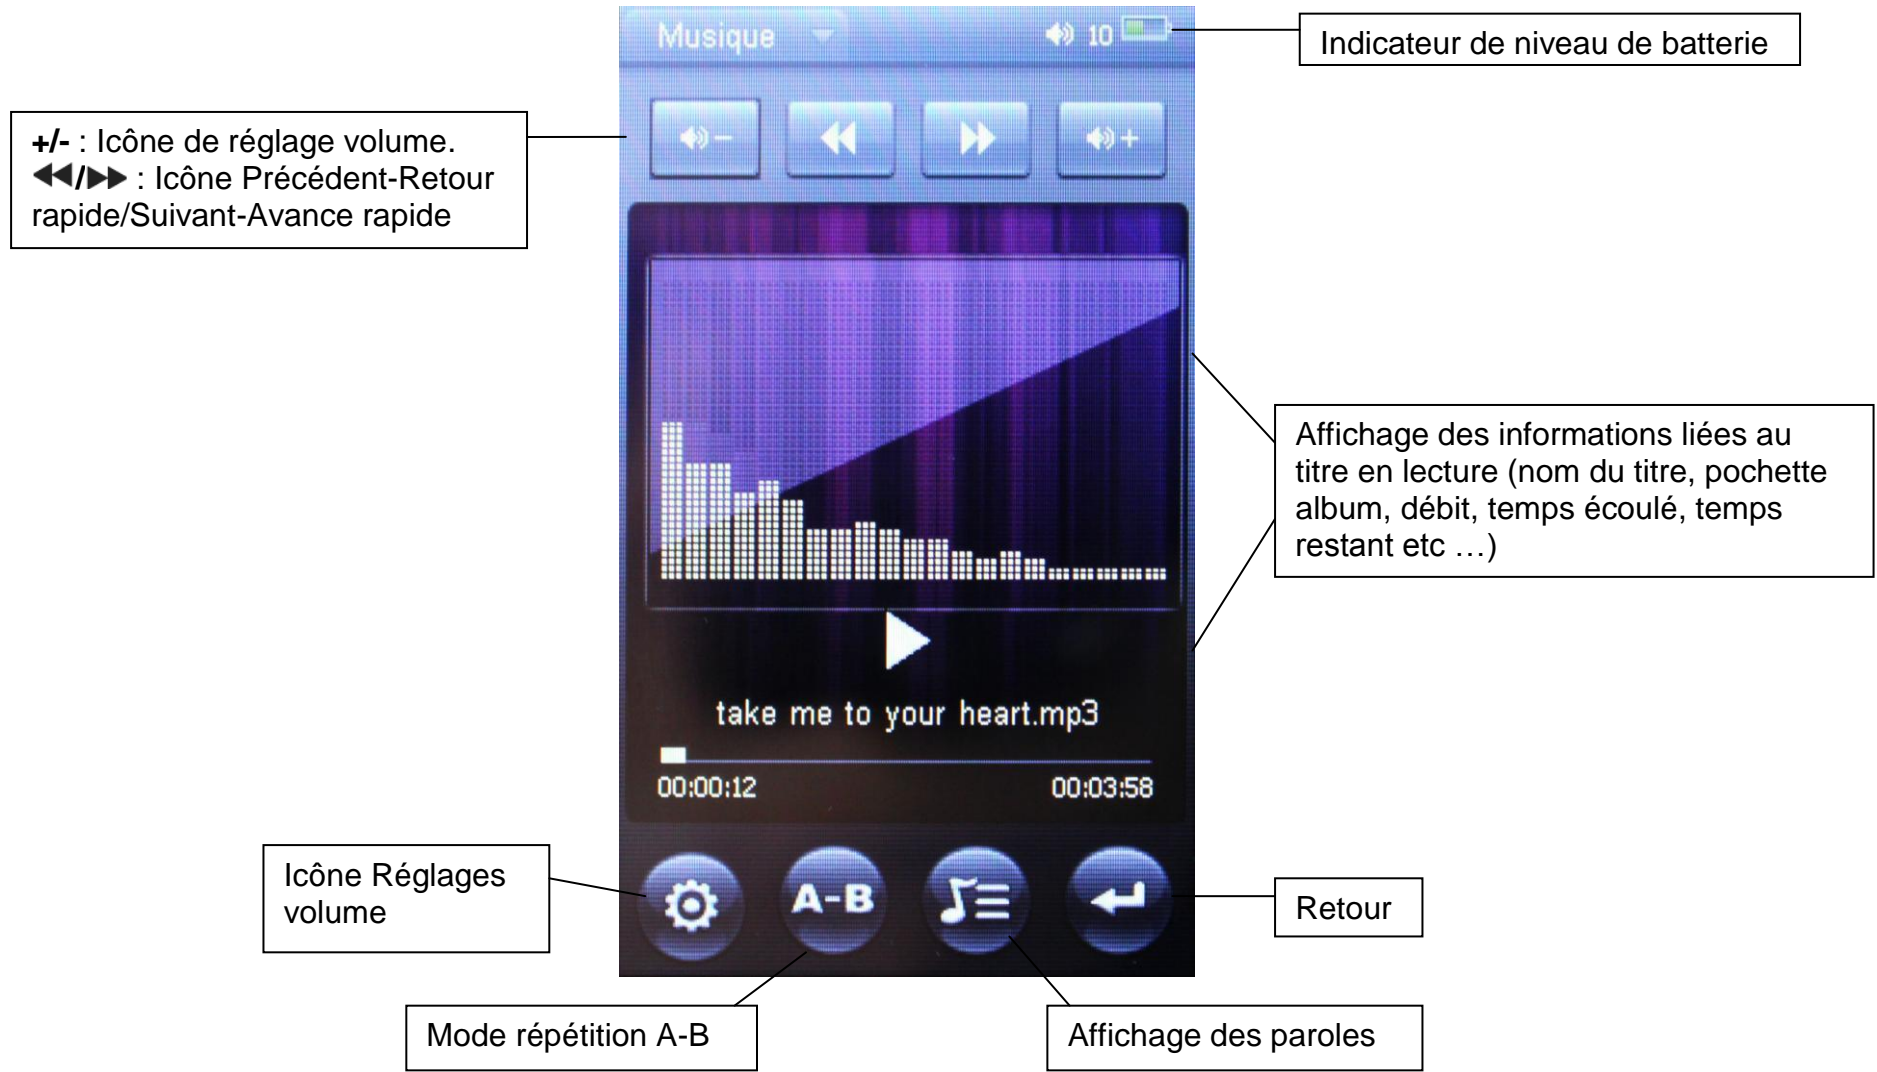 Musique
10
Indicateur de niveau de batterie
+/- : Icône de réglage volume.
◀◀/▶▶ : Icône Précédent-Retour
rapide/Suivant-Avance rapide
- +
Affichage des informations liées au
titre en lecture (nom du titre, pochette
album, débit, temps écoulé, temps
restant etc …)
take me to your heart.mp3
00:00:12 00:03:58
Icône Réglages
volume
A-B
Retour
Mode répétition A-B
Affichage des paroles